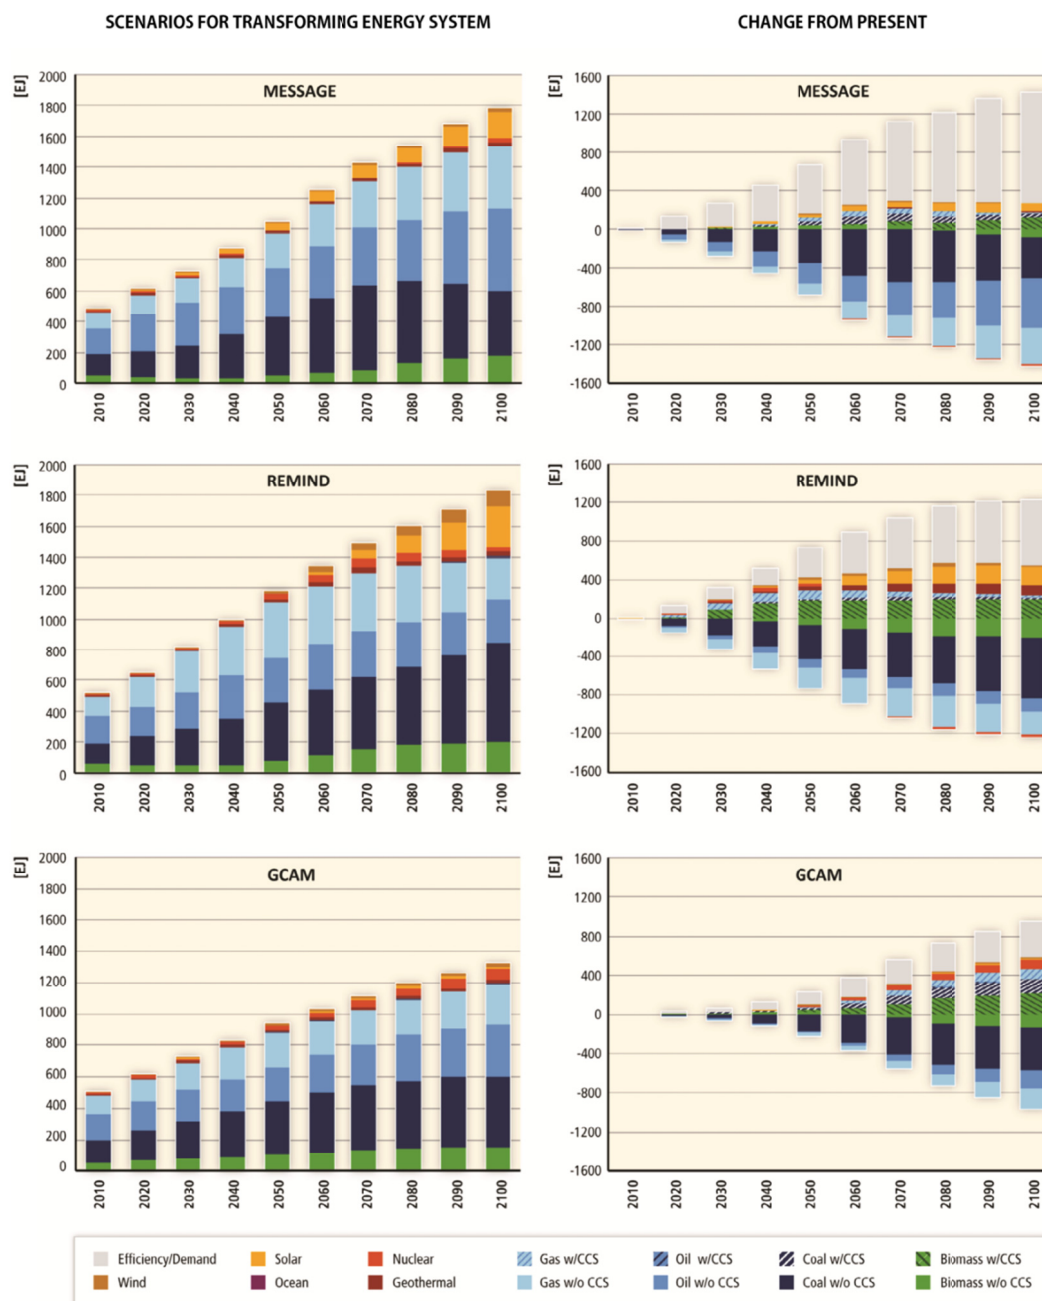 SCENARIOS FOR TRANSFORMING ENERGY SYSTEM
CHANGE FROM PRESENT
[EJ]
MESSAGE
2000
1800
1600
1400
1200
1000
800
600
400
200
0
2010 2020 2030 2040 2050 2060 2070 2080 2090 2100
[EJ]
MESSAGE
1600
1200
800
400
0
-400
-800
-1200
-1600
2010 2020 2030 2040 2050 2060 2070 2080 2090 2100
[EJ]
REMIND
2000
1800
1600
1400
1200
1000
800
600
400
200
0
2010 2020 2030 2040 2050 2060 2070 2080 2090 2100
[EJ]
REMIND
1600
1200
800
400
0
-400
-800
-1200
-1600
2010 2020 2030 2040 2050 2060 2070 2080 2090 2100
[EJ]
GCAM
2000
1800
1600
1400
1200
1000
800
600
400
200
0
2010 2020 2030 2040 2050 2060 2070 2080 2090 2100
[EJ]
GCAM
1600
1200
800
400
0
-400
-800
-1200
-1600
2010 2020 2030 2040 2050 2060 2070 2080 2090 2100
Efficiency/Demand Solar Nuclear Gas w/CCS Oil w/CCS Coal w/CCS Biomass w/CCS
Wind Ocean Geothermal Gas w/o CCS Oil w/o CCS Coal w/o CCS Biomass w/o CCS